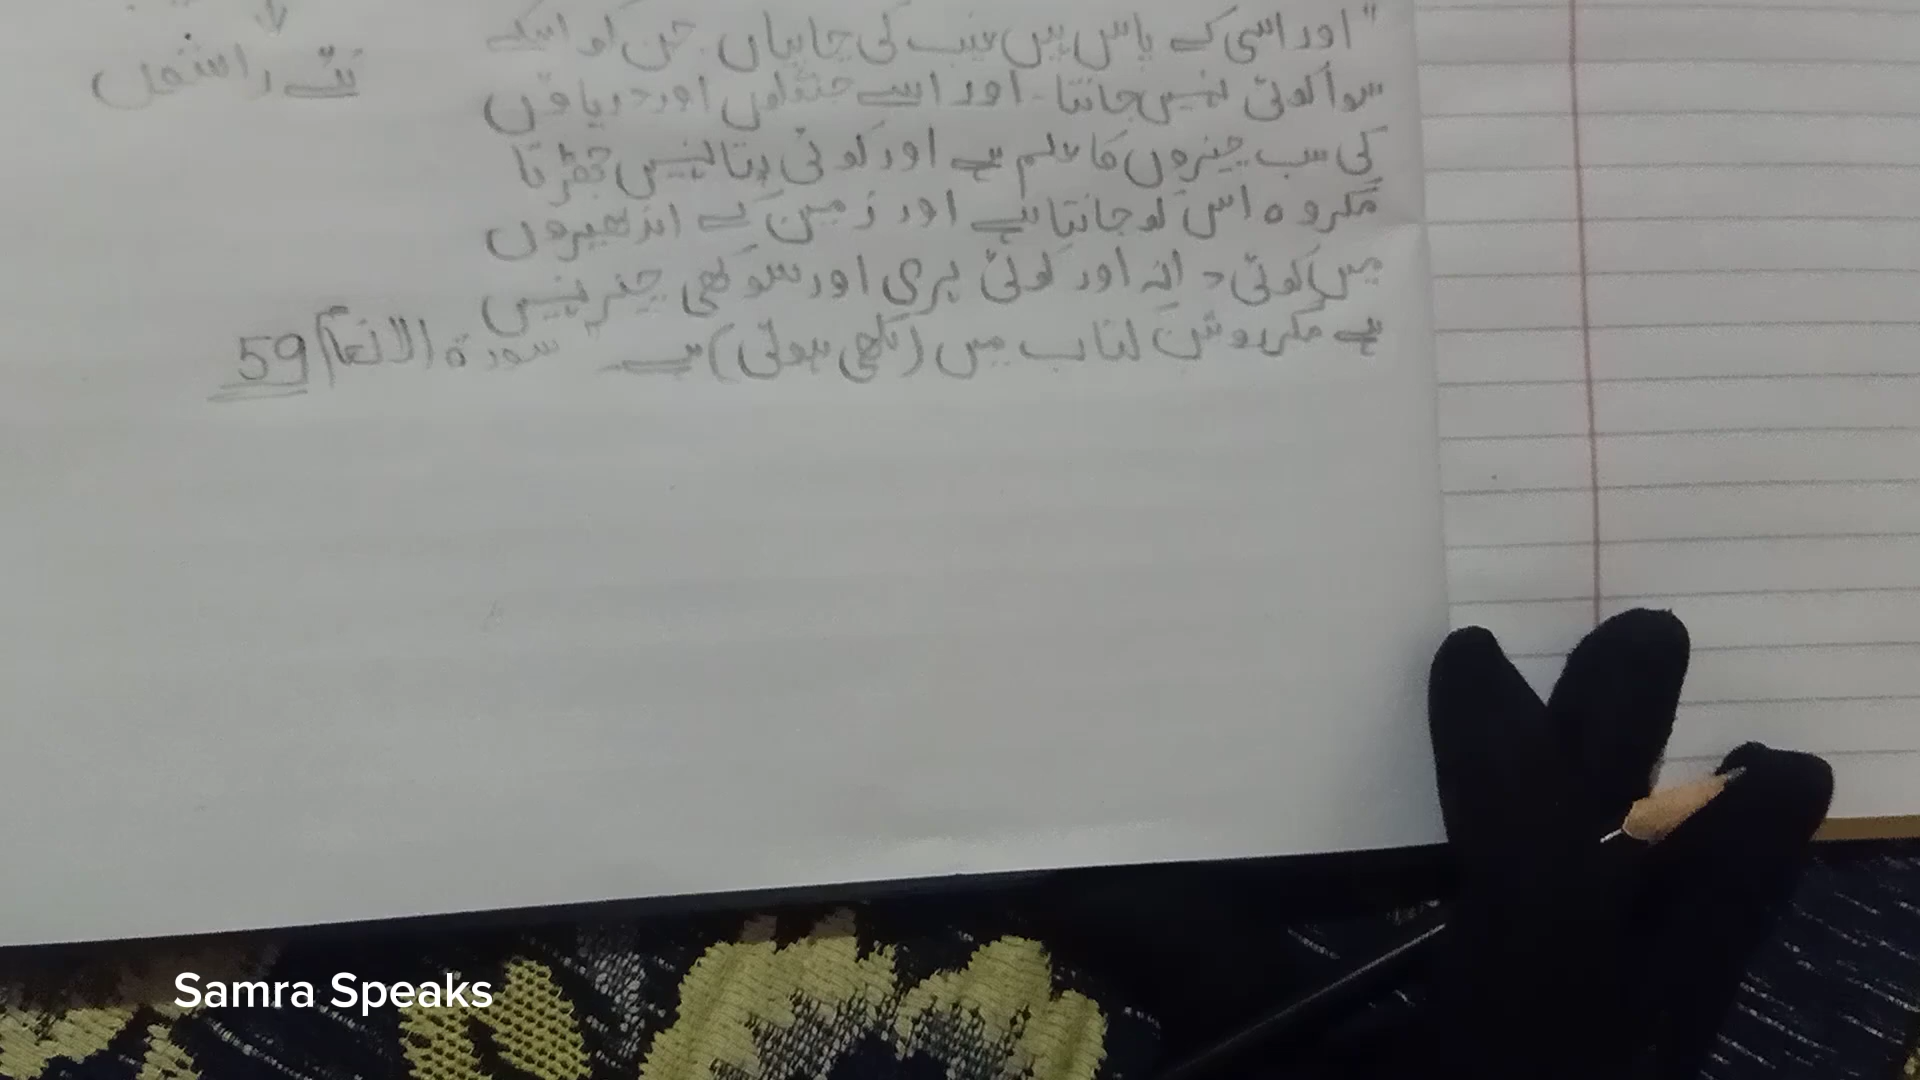 "اور اسی کے پاس ہیں غیب کی چابیاں جن کو اسکے
سوا کوئی نہیں جانتا۔ اور اسے جنگلوں اور دریاؤں
کی سب چیزوں کا علم ہے اور کوئی پتا نہیں جھڑتا
مگر وہ اس کو جانتا ہے اور زمین کے اندھیروں
میں کوئی دانہ اور کوئی ہری اور سوکھی چیز نہیں
ہے مگر روشن کتاب میں (لکھی ہوئی) ہے۔" سورة الانعام 59
Samra Speaks